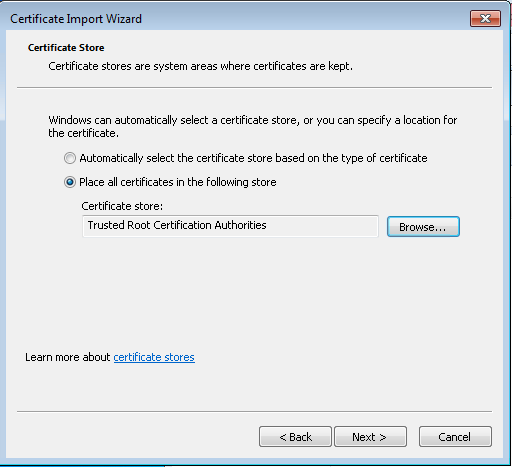 Certificate Import Wizard
Certificate Store
Certificate stores are system areas where certificates are kept.
Windows can automatically select a certificate store, or you can specify a location for
the certificate.
Automatically select the certificate store based on the type of certificate
Place all certificates in the following store
Certificate store:
Trusted Root Certification Authorities
Browse...
Learn more about certificate stores
< Back
Next >
Cancel